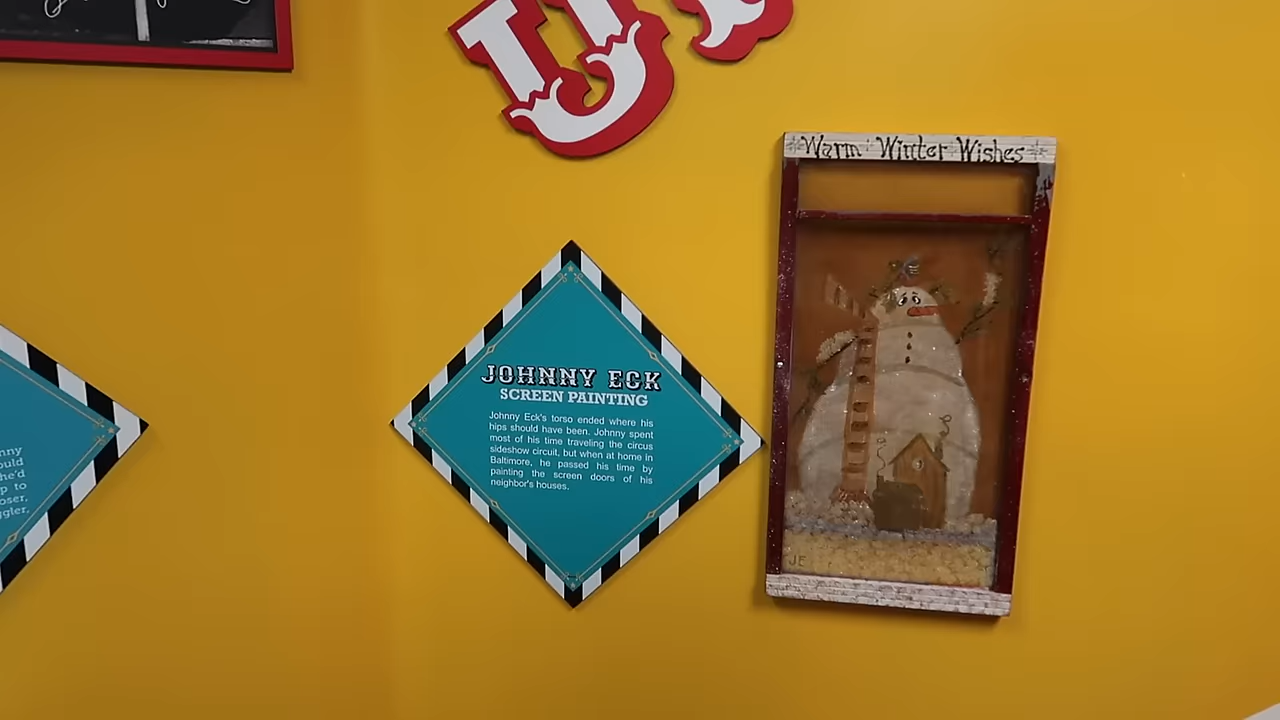 Warm Winter Wishes
JOHNNY ECK
SCREEN PAINTING
Johnny Eck's torso ended where his
hips should have been. Johnny spent
most of his time traveling the circus
sideshow circuit, but when at home in
Baltimore, he passed his time by
painting the screen doors of his
neighbor's houses.
JE